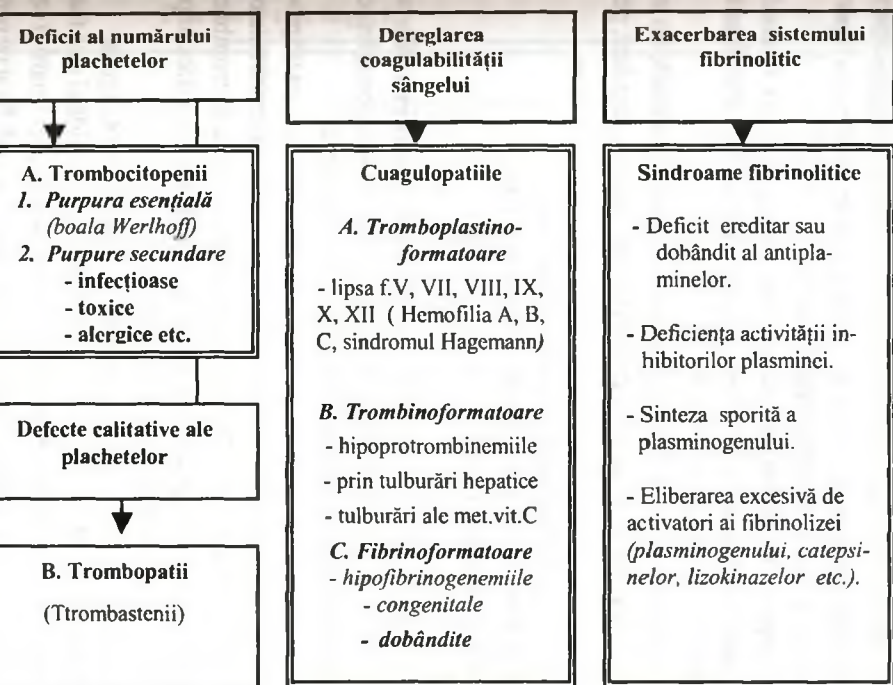 Deficit al numărului
plachetelor
A. Trombocitopenii
1. Purpura esențială
(boala Werlhoff)
2. Purpure secundare
- infecțioase
- toxice
- alergice etc.
Defecte calitative ale
plachetelor
B. Trombopatii
(Ttrombastenii)
Dereglarea
coagulabilității
sângelui
Cuagulopatiile
A. Tromboplastino-
formatoare
- lipsa f.V, VII, VIII, IX,
X, XII ( Hemofilia A, B,
C, sindromul Hagemann)
B. Trombinoformatoare
- hipoprotrombinemiile
- prin tulburări hepatice
- tulburări ale met.vit.C
C. Fibrinoformatoare
- hipofibrinogenemiile
- congenitale
- dobândite
Exacerbarea sistemului
fibrinolitic
Sindroame fibrinolitice
- Deficit ereditar sau
dobândit al antipla-
minelor.
- Deficiența activității in-
hibitorilor plasminei.
- Sinteza sporită a
plasminogenului.
- Eliberarea excesivă de
activatori ai fibrinolizei
(plasminogenului, catepsi-
nelor, lizokinazelor etc.).